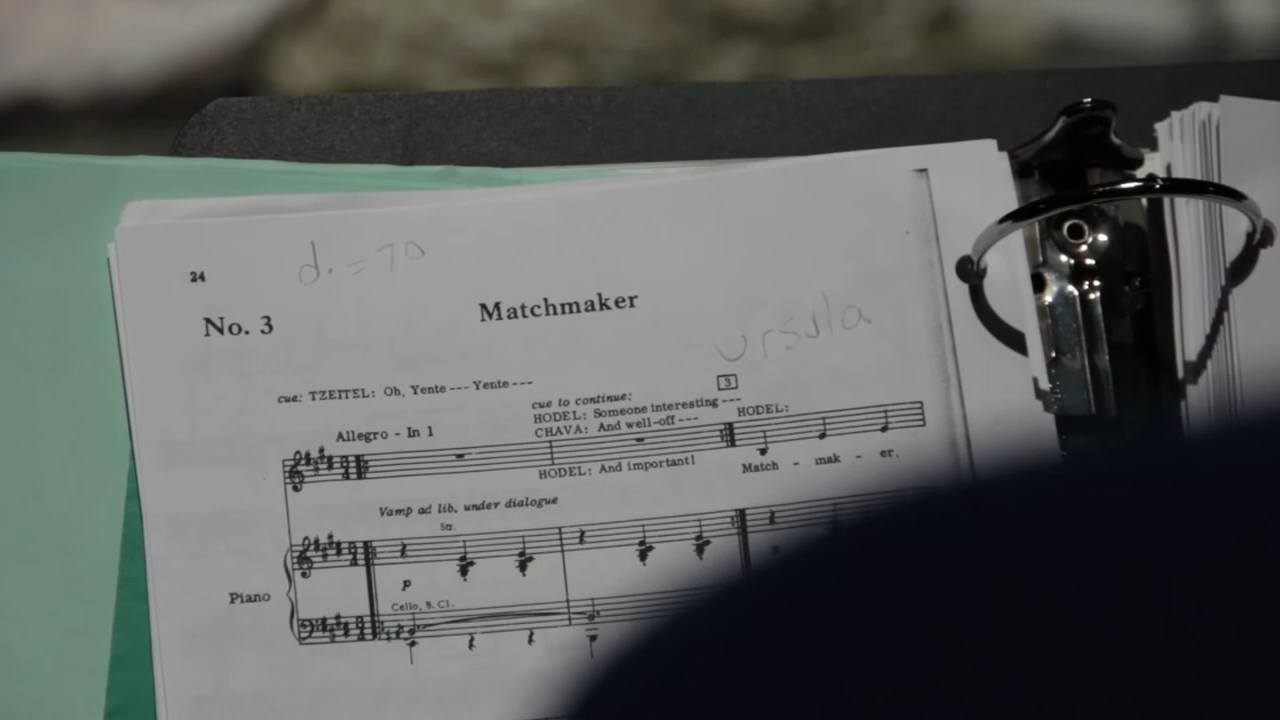 24
d. = 70
No. 3
Matchmaker
Ursula
cue: TZEITEL: Oh, Yente --- Yente ---
3
cue to continue:
HODEL: Someone interesting ---
CHAVA: And well-off ---
HODEL:
Allegro - In 1
HODEL: And important!
Match - mak - er,
Vamp ad lib. under dialogue
Str.
p
Piano
Cello, B. Cl.